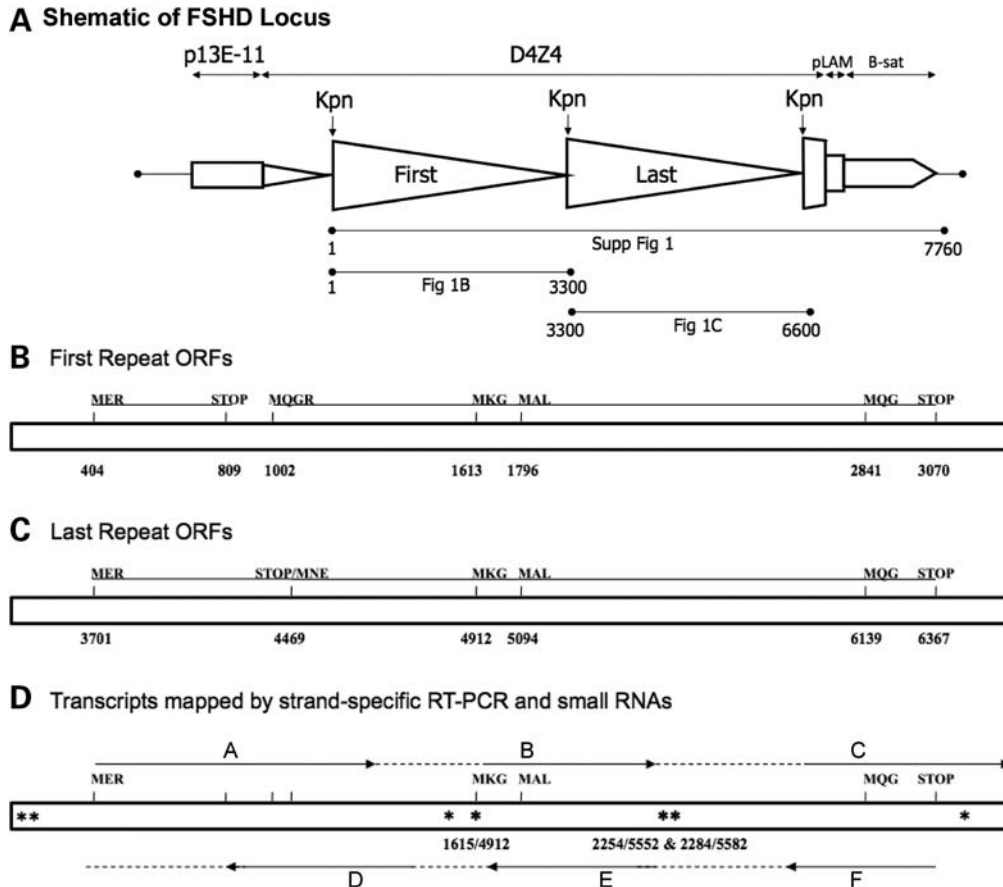 A Shematic of FSHD Locus
p13E-11 D4Z4 pLAM B-sat
Kpn Kpn Kpn
First Last
1 Supp Fig 1 7760
1 Fig 1B 3300
3300 Fig 1C 6600
B First Repeat ORFs
MER STOP MQGR MKG MAL MQG STOP
404 809 1002 1613 1796 2841 3070
C Last Repeat ORFs
MER STOP/MNE MKG MAL MQG STOP
3701 4469 4912 5094 6139 6367
D Transcripts mapped by strand-specific RT-PCR and small RNAs
A B C
MER MKG MAL MQG STOP
** * * ** *
1615/4912 2254/5552 & 2284/5582
D E F